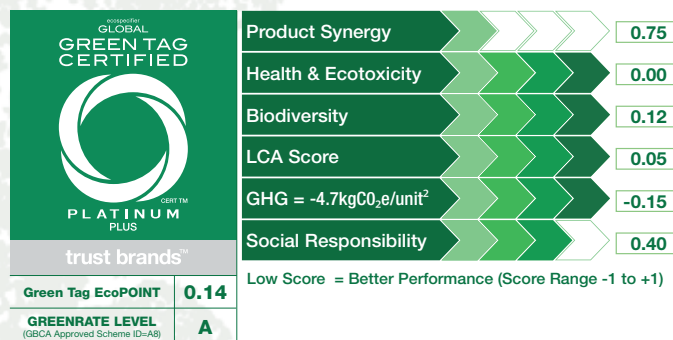 ecospecifier
GLOBAL
GREEN TAG
CERTIFIED
CERT TM
PLATINUM
PLUS
trust brands™
Green Tag EcoPOINT 0.14
GREENRATE LEVEL A
(GBCA Approved Scheme ID=A8)
Product Synergy 0.75
Health & Ecotoxicity 0.00
Biodiversity 0.12
LCA Score 0.05
GHG = -4.7kgC0₂e/unit² -0.15
Social Responsibility 0.40
Low Score = Better Performance (Score Range -1 to +1)